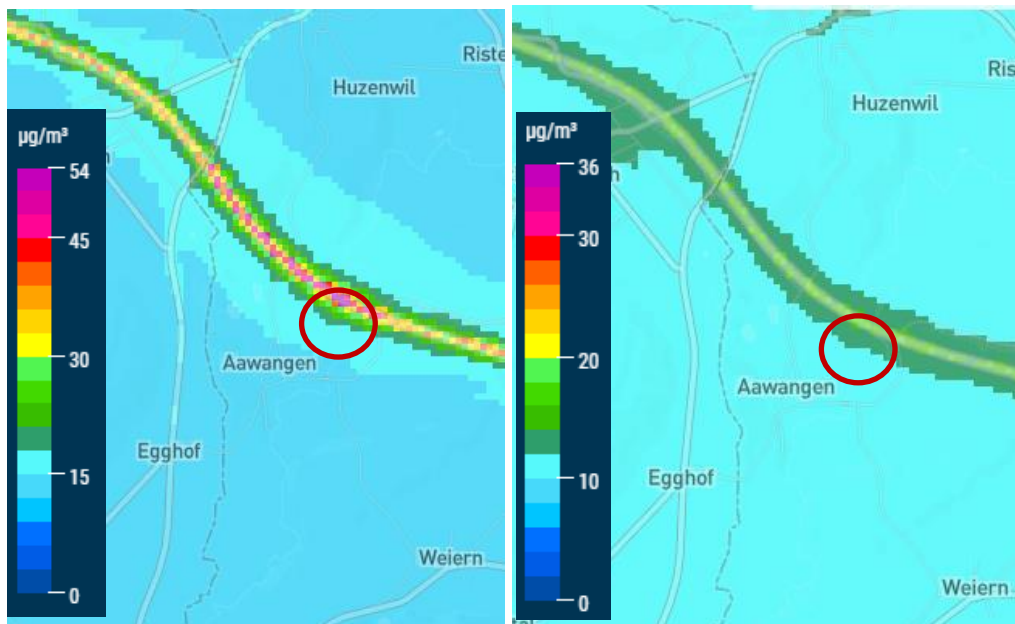 Riste
Huzenwil
µg/m³
54
45
30
15
0
Aawangen
Egghof
Weiern
Ris
Huzenwil
µg/m³
36
30
20
10
0
h
Aawangen
Egghof
Weiern